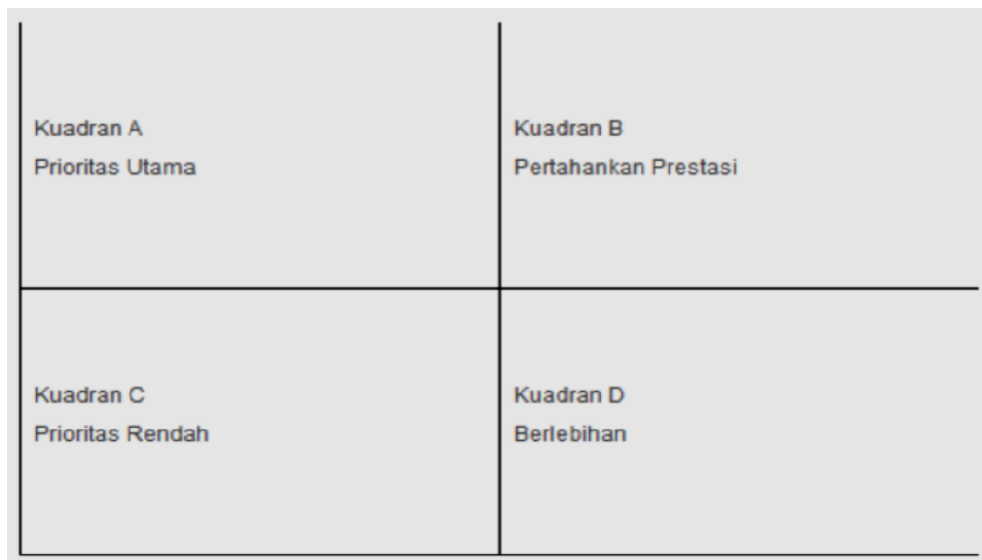 Kuadran A
Prioritas Utama
Kuadran B
Pertahankan Prestasi
Kuadran C
Prioritas Rendah
Kuadran D
Berlebihan